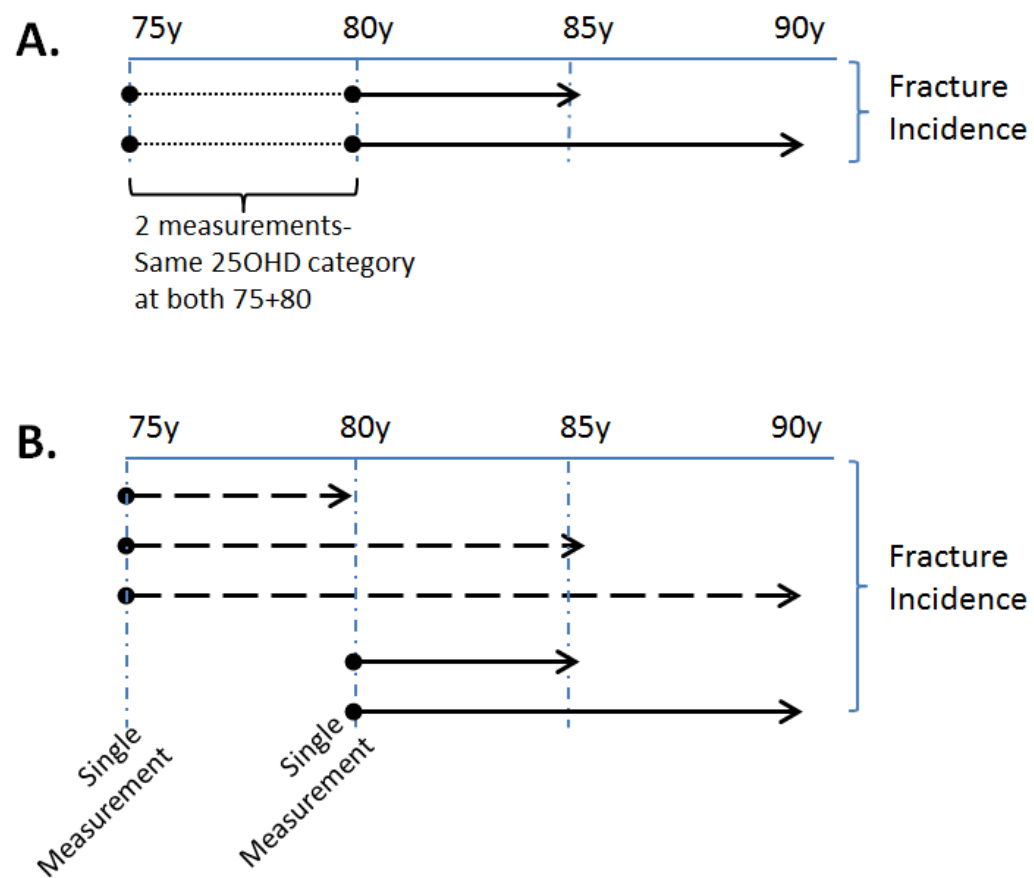 A.
75y 80y 85y 90y
Fracture
Incidence
2 measurements-
Same 25OHD category
at both 75+80
B.
75y 80y 85y 90y
Fracture
Incidence
Single
Measurement
Single
Measurement